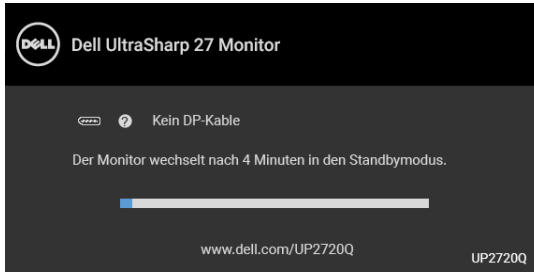 DELL Dell UltraSharp 27 Monitor
Kein DP-Kable
Der Monitor wechselt nach 4 Minuten in den Standbymodus.
www.dell.com/UP2720Q
UP2720Q